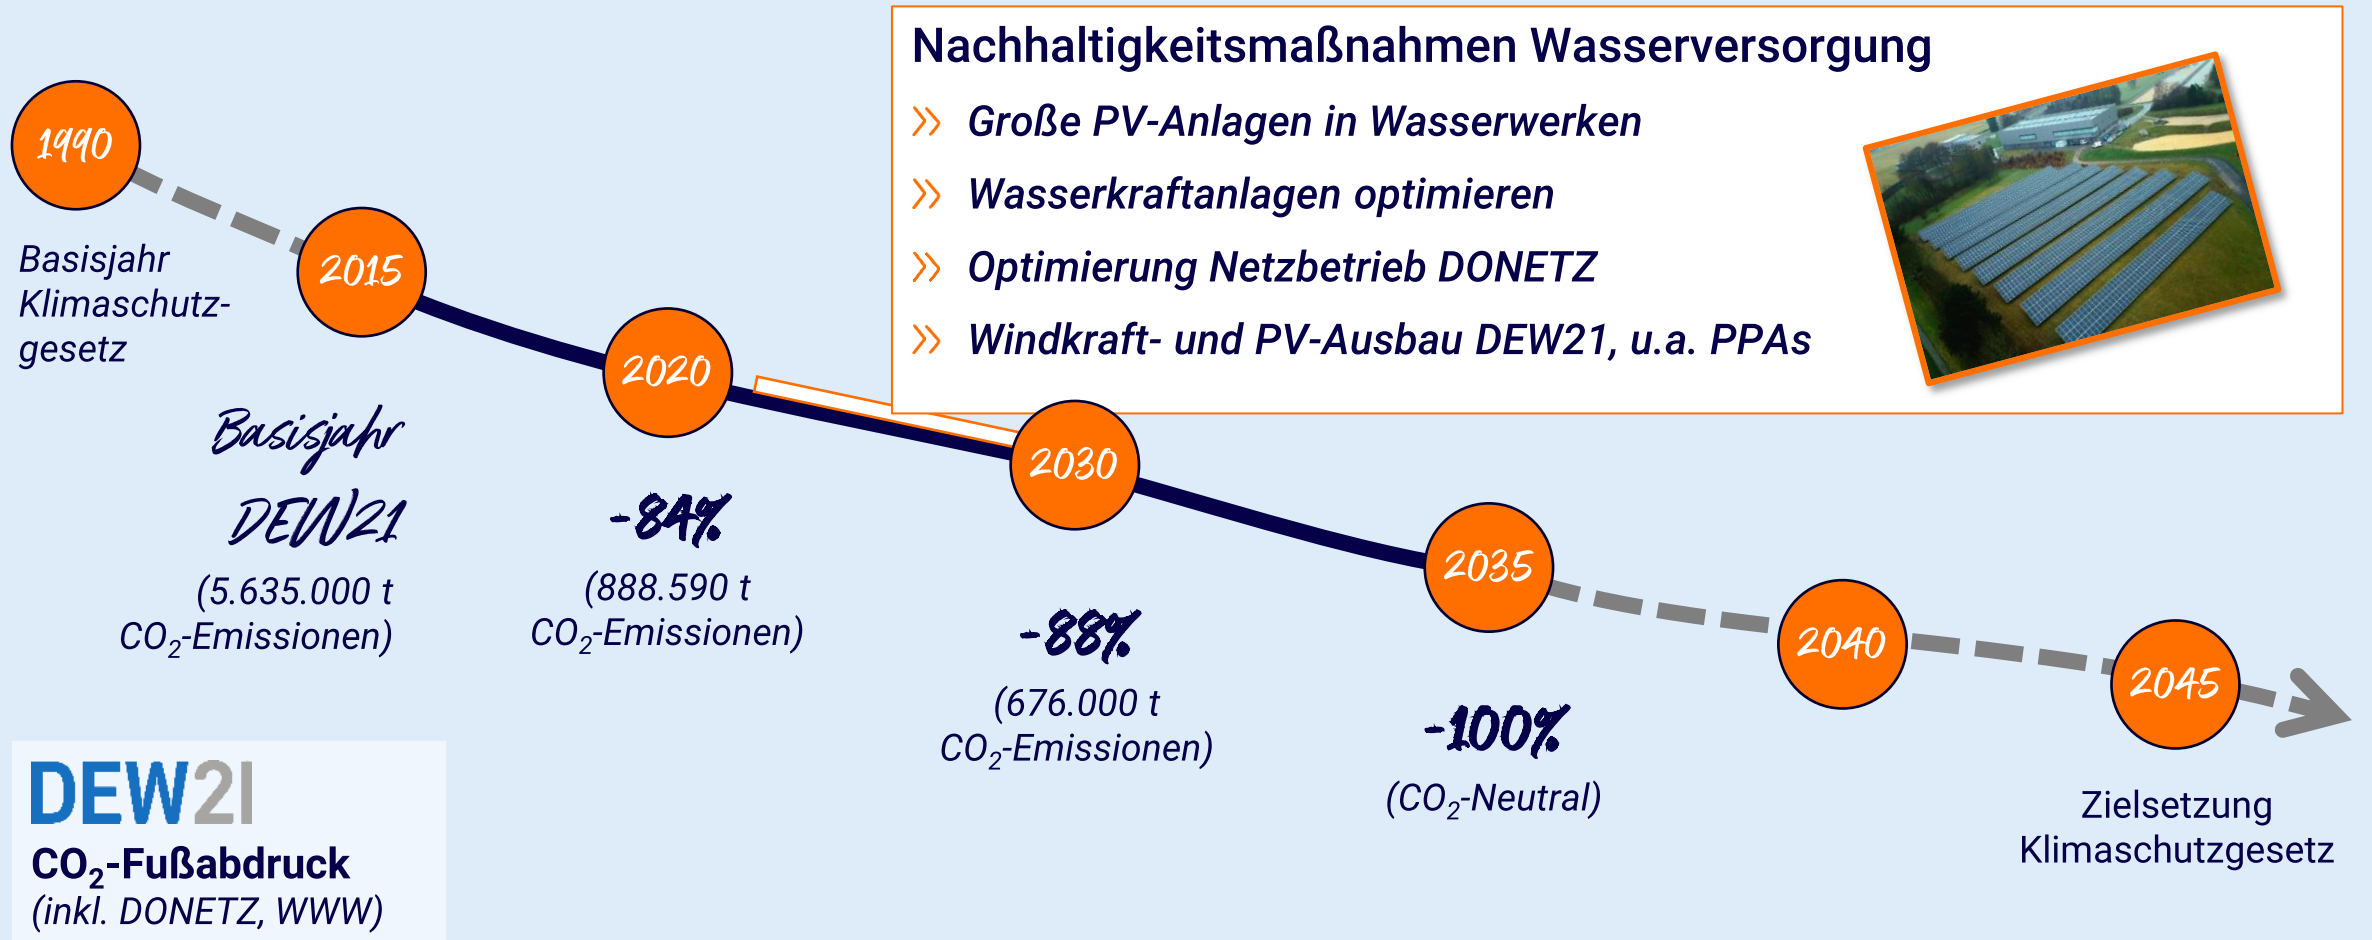 Nachhaltigkeitsmaßnahmen Wasserversorgung
Große PV-Anlagen in Wasserwerken
Wasserkraftanlagen optimieren
Optimierung Netzbetrieb DONETZ
Windkraft- und PV-Ausbau DEW21, u.a. PPAs
1990
Basisjahr
Klimaschutz-
gesetz
2015
Basisjahr
DEW21
(5.635.000 t
CO₂-Emissionen)
2020
-84%
(888.590 t
CO₂-Emissionen)
2030
-88%
(676.000 t
CO₂-Emissionen)
2035
-100%
(CO₂-Neutral)
2040
2045
Zielsetzung
Klimaschutzgesetz
DEW21
CO₂-Fußabdruck
(inkl. DONETZ, WWW)